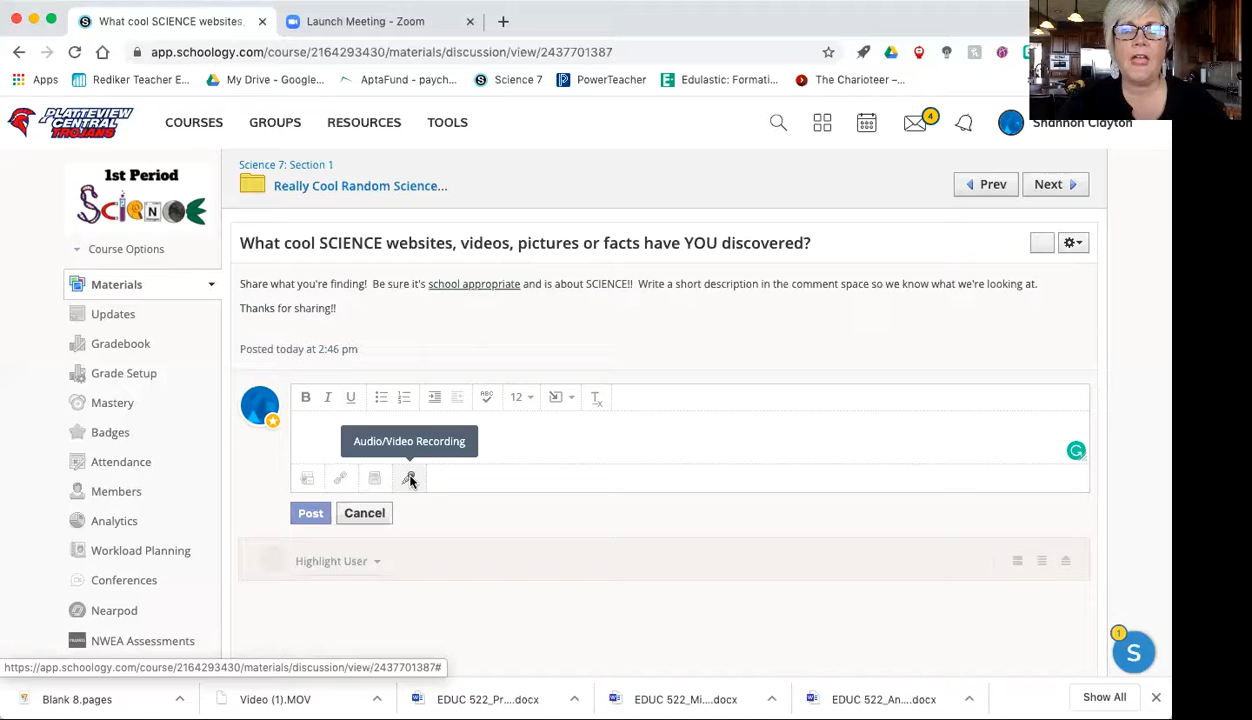 What cool SCIENCE websites,
Launch Meeting - Zoom
app.schoology.com/course/2164293430/materials/discussion/view/2437701387
Apps
Rediker Teacher E...
My Drive - Google...
AptaFund - paych...
Science 7
PowerTeacher
Edulastic: Formati...
The Charioteer –...
PLATTEVIEW
CENTRAL
TROJANS
COURSES
GROUPS
RESOURCES
TOOLS
4
Shannon Clayton
1st Period
SCIENCE
Course Options
Materials
Updates
Gradebook
Grade Setup
Mastery
Badges
Attendance
Members
Analytics
Workload Planning
Conferences
Nearpod
NWEA Assessments
Science 7: Section 1
Really Cool Random Science...
Prev
Next
What cool SCIENCE websites, videos, pictures or facts have YOU discovered?
Share what you're finding! Be sure it's school appropriate and is about SCIENCE!! Write a short description in the comment space so we know what we're looking at.
Thanks for sharing!!
Posted today at 2:46 pm
B I U ABC 12 Tx
Audio/Video Recording
Post
Cancel
Highlight User
1
S
https://app.schoology.com/course/2164293430/materials/discussion/view/2437701387#
Blank 8.pages
Video (1).MOV
EDUC 522_Pr....docx
EDUC 522_Mi....docx
EDUC 522_An....docx
Show All